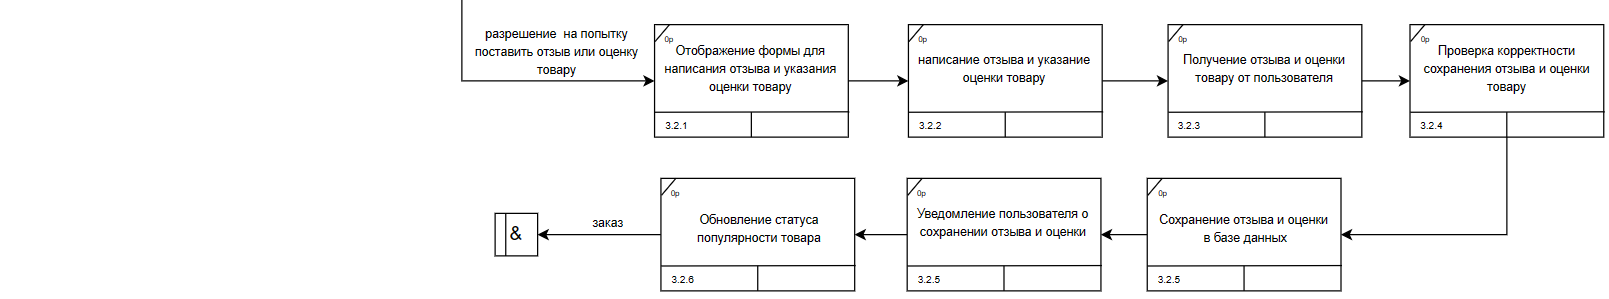 разрешение на попытку
поставить отзыв или оценку
товару
0р
Отображение формы для
написания отзыва и указания
оценки товару
3.2.1
0р
написание отзыва и указание
оценки товару
3.2.2
0р
Получение отзыва и оценки
товару от пользователя
3.2.3
0р
Проверка корректности
сохранения отзыва и оценки
товару
3.2.4
0р
Сохранение отзыва и оценки
в базе данных
3.2.5
0р
Уведомление пользователя о
сохранении отзыва и оценки
3.2.5
0р
Обновление статуса
популярности товара
3.2.6
заказ
&